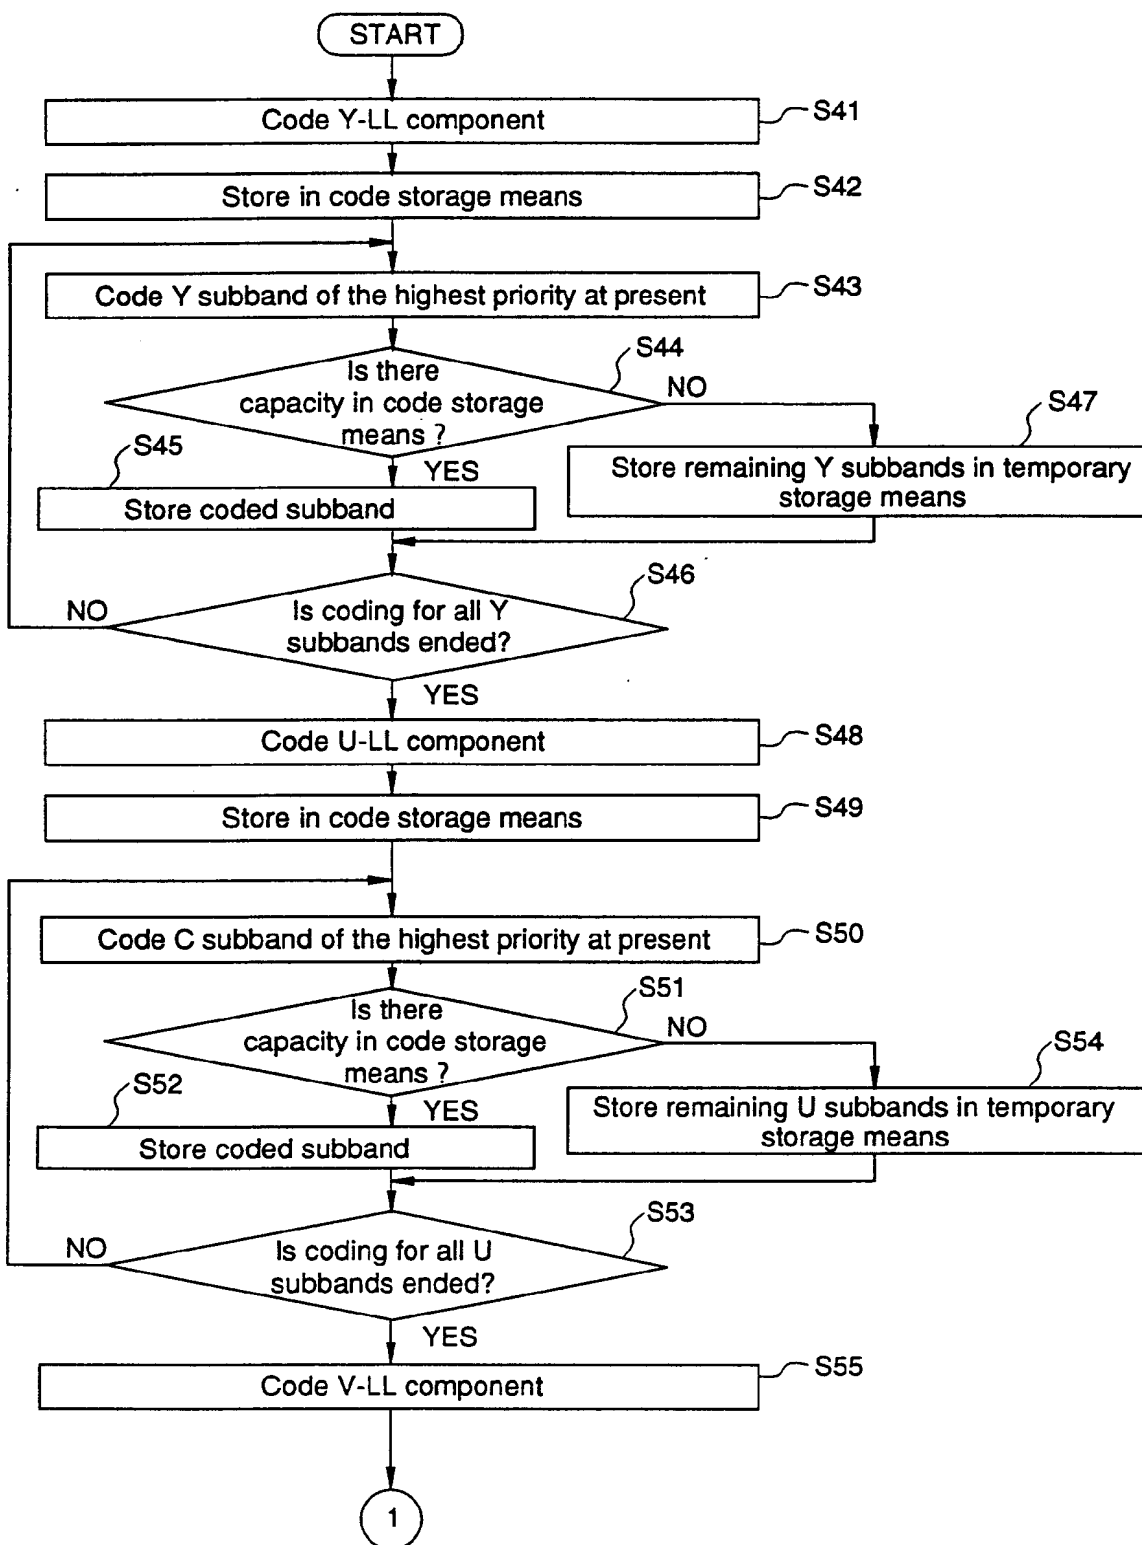 START
Code Y-LL component
S41
Store in code storage means
S42
Code Y subband of the highest priority at present
S43
S44
Is there
capacity in code storage
means ?
NO
S47
S45
YES
Store coded subband
Store remaining Y subbands in temporary
storage means
S46
NO
Is coding for all Y
subbands ended?
YES
Code U-LL component
S48
Store in code storage means
S49
Code C subband of the highest priority at present
S50
S51
Is there
capacity in code storage
means ?
NO
S54
S52
YES
Store coded subband
Store remaining U subbands in temporary
storage means
S53
NO
Is coding for all U
subbands ended?
YES
Code V-LL component
S55
1